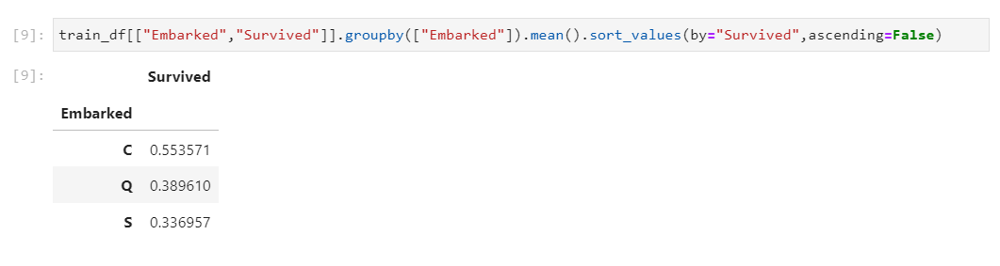 [9]: train_df[["Embarked","Survived"]].groupby(["Embarked"]).mean().sort_values(by="Survived",ascending=False)
[9]:
Survived
Embarked
C 0.553571
Q 0.389610
S 0.336957